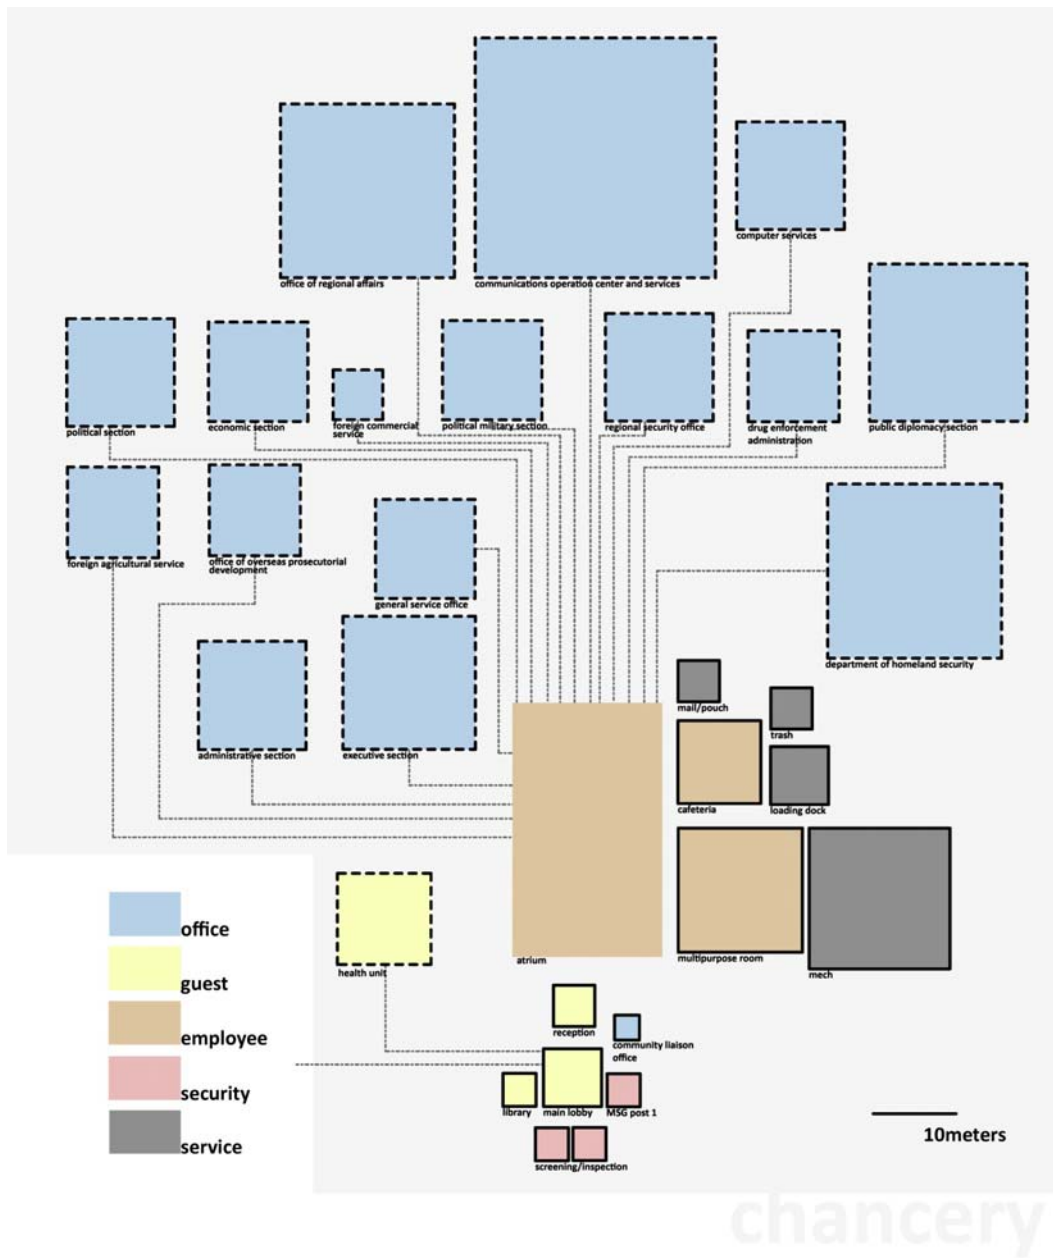 computer services
office of regional affairs
communications operation center and services
political section
economic section
foreign commercial
service
political military section
regional security office
drug enforcement
administration
public diplomacy section
foreign agricultural service
office of overseas prosecutorial
development
general service office
department of homeland security
mail/pouch
trash
administrative section
executive section
cafeteria
loading dock
atrium
multipurpose room
mech
health unit
office
guest
employee
security
service
reception
community liaison
office
library
main lobby
MSG post 1
screening/inspection
10meters
chancery